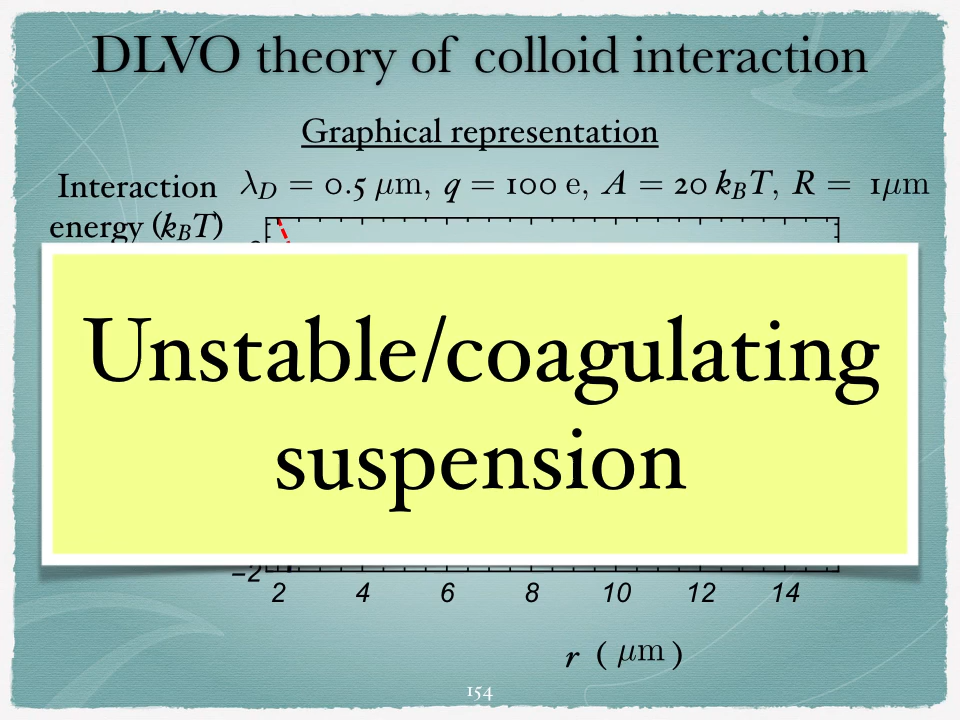 DLVO theory of colloid interaction
Graphical representation
Interaction
energy (k_BT)
λ_D = 0.5 μm, q = 100 e, A = 20 k_BT, R = 1μm
Unstable/coagulating
suspension
−2
2 4 6 8 10 12 14
r ( μm )
154